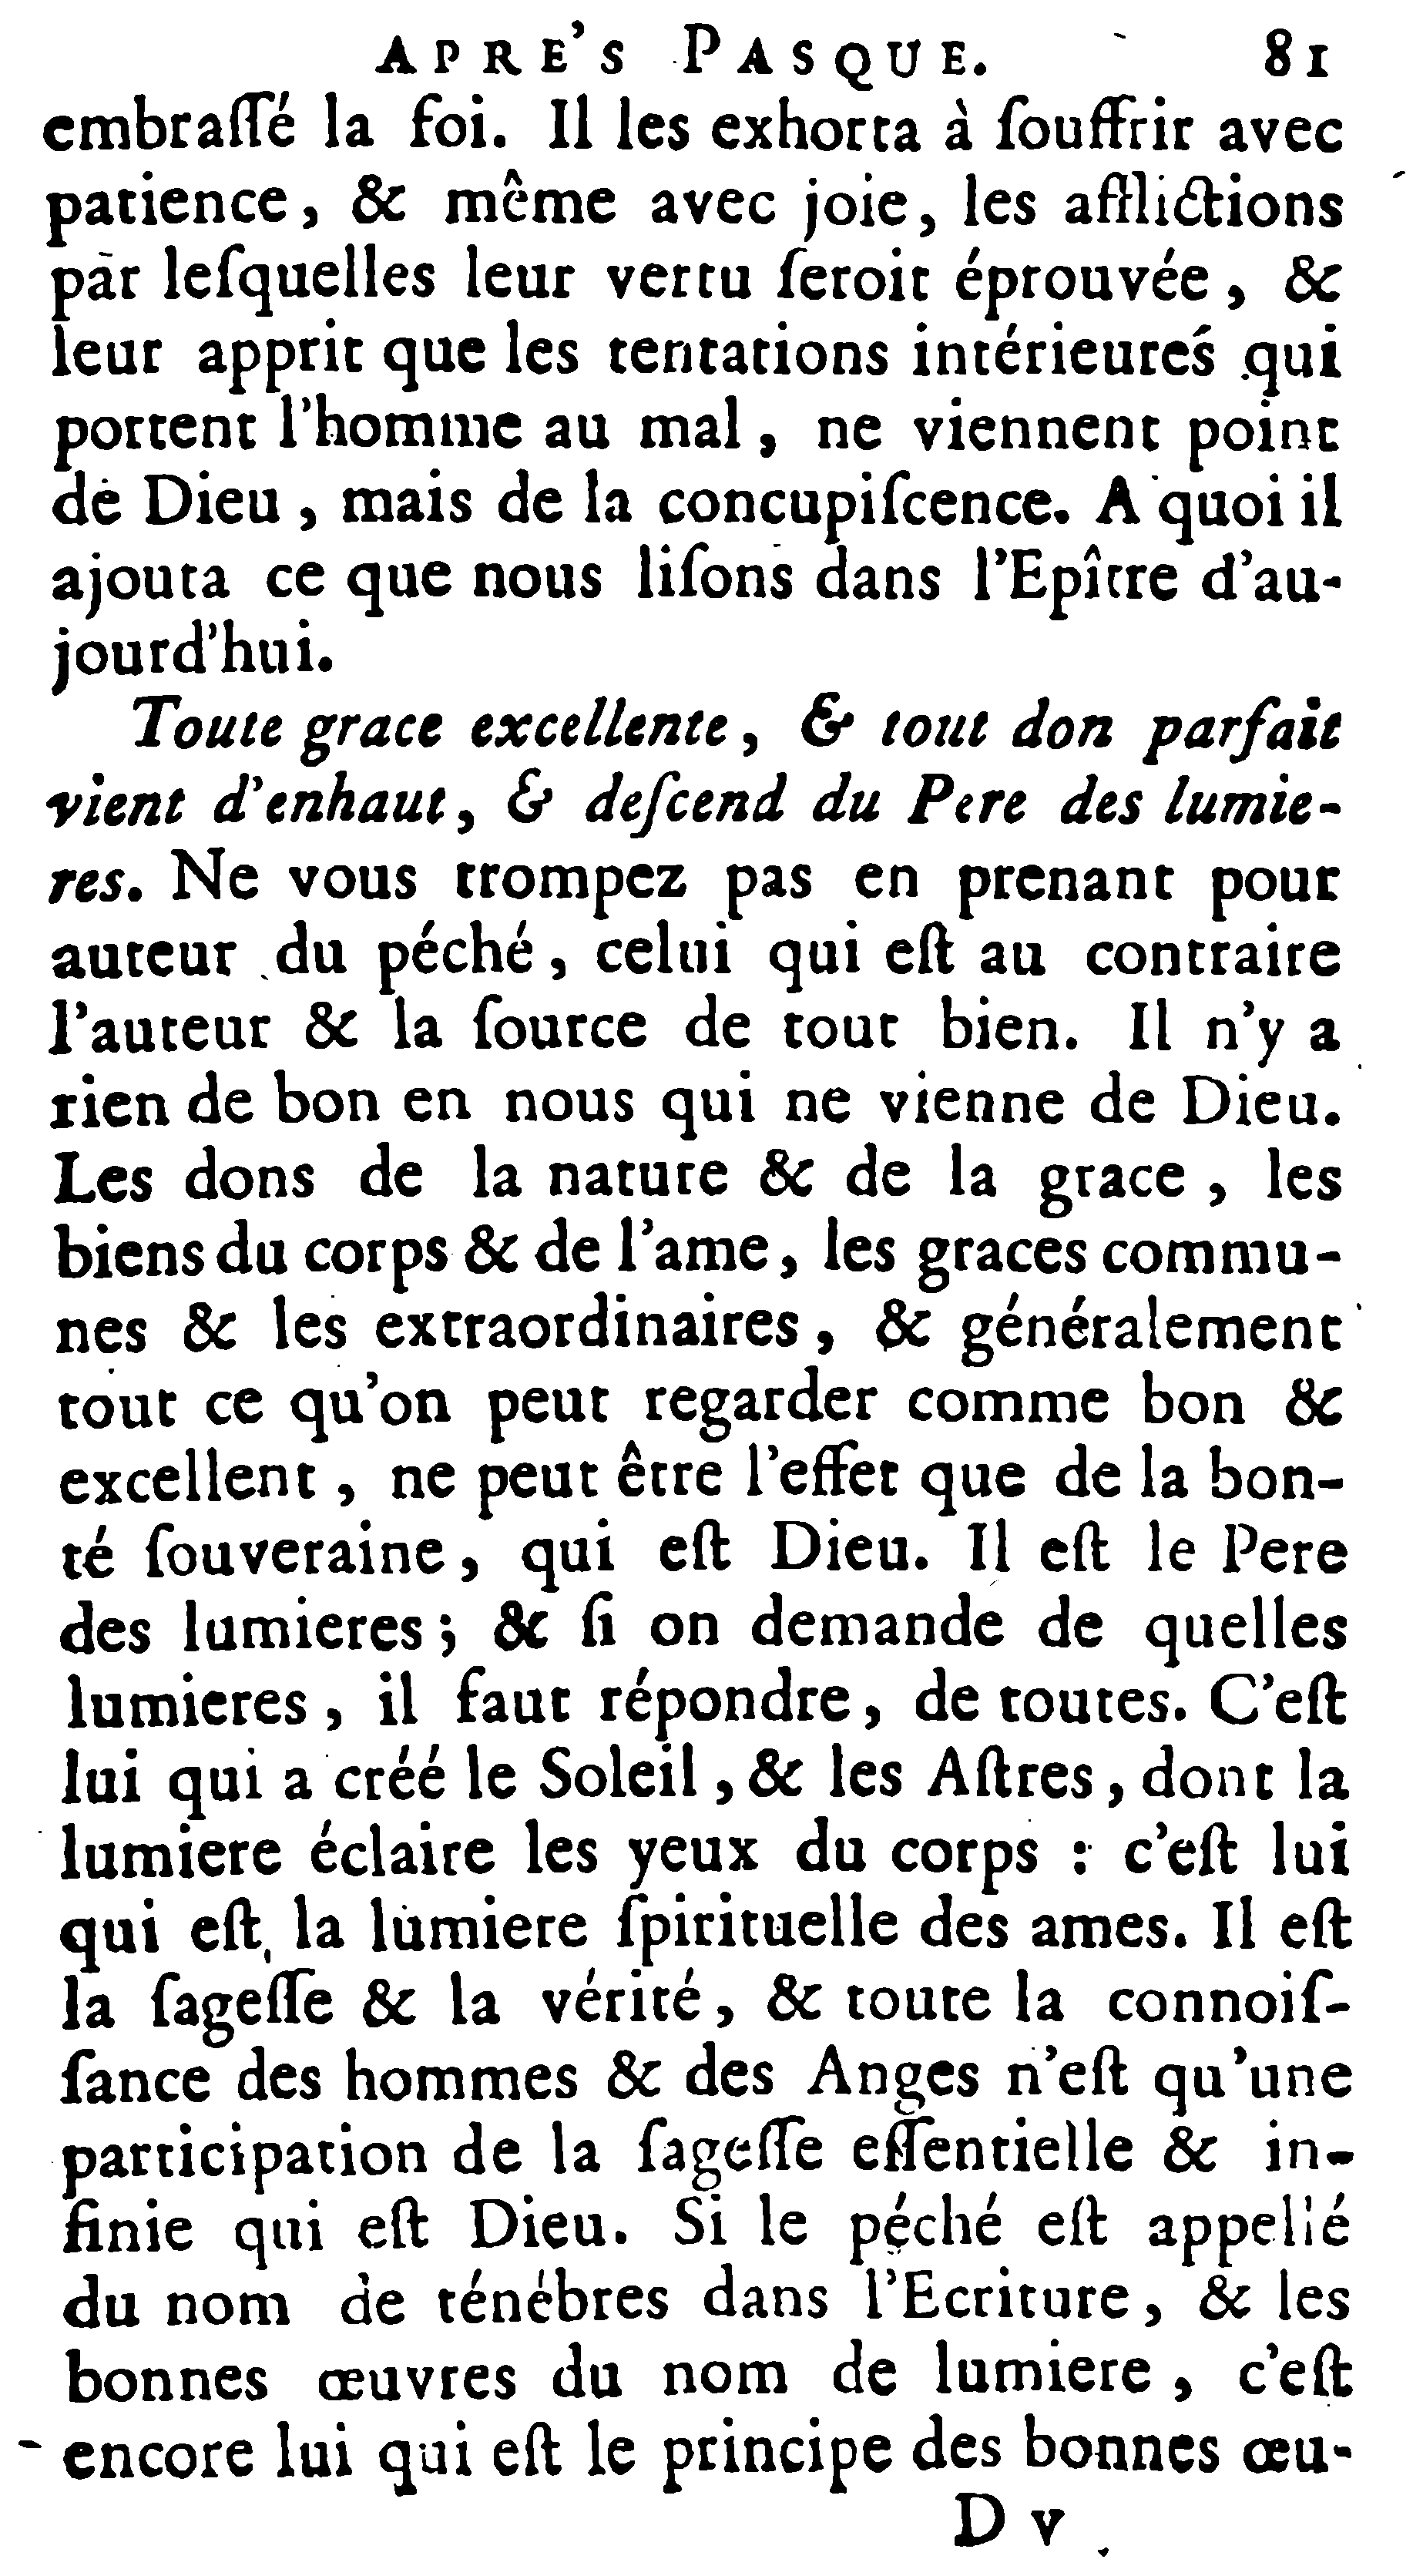 APRE'S PASQUE. 81
embraſſé la foi. Il les exhorta à ſouffrir avec
patience, & même avec joie, les afflictions
par leſquelles leur vertu ſeroit éprouvée, &
leur apprit que les tentations intérieures qui
portent l'homme au mal, ne viennent point
de Dieu, mais de la concupiſcence. A quoi il
ajouta ce que nous liſons dans l'Epître d'au-
jourd'hui.
Toute grace excellente, & tout don parfait
vient d'enhaut, & deſcend du Pere des lumie-
res. Ne vous trompez pas en prenant pour
auteur du péché, celui qui eſt au contraire
l'auteur & la ſource de tout bien. Il n'y a
rien de bon en nous qui ne vienne de Dieu.
Les dons de la nature & de la grace, les
biens du corps & de l'ame, les graces commu-
nes & les extraordinaires, & généralement
tout ce qu'on peut regarder comme bon &
excellent, ne peut être l'effet que de la bon-
té ſouveraine, qui eſt Dieu. Il eſt le Pere
des lumieres; & ſi on demande de quelles
lumieres, il faut répondre, de toutes. C'eſt
lui qui a créé le Soleil, & les Aſtres, dont la
lumiere éclaire les yeux du corps : c'eſt lui
qui eſt la lumiere ſpirituelle des ames. Il eſt
la ſageſſe & la vérité, & toute la connoiſ-
ſance des hommes & des Anges n'eſt qu'une
participation de la ſageſſe eſſentielle & in-
finie qui eſt Dieu. Si le péché eſt appellé
du nom de ténébres dans l'Ecriture, & les
bonnes œuvres du nom de lumiere, c'eſt
encore lui qui eſt le principe des bonnes œu-
D v